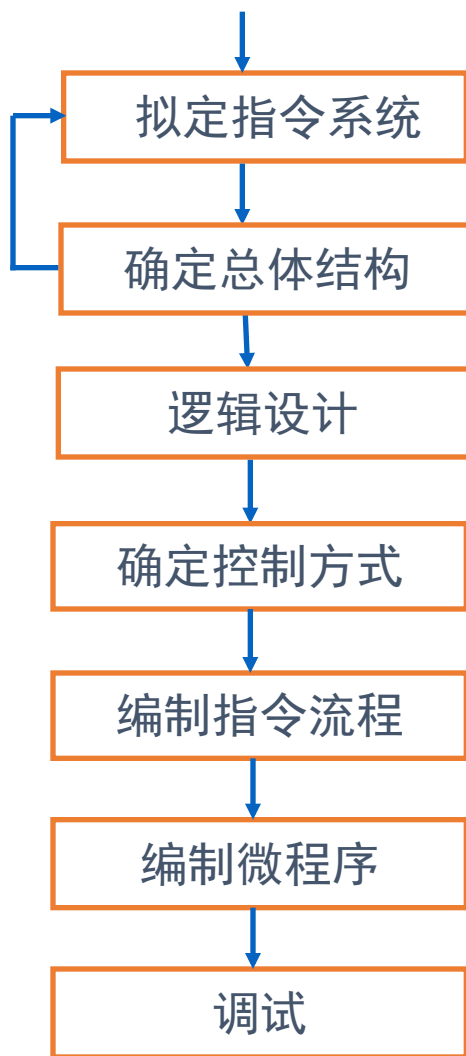 拟定指令系统
确定总体结构
逻辑设计
确定控制方式
编制指令流程
编制微程序
调试